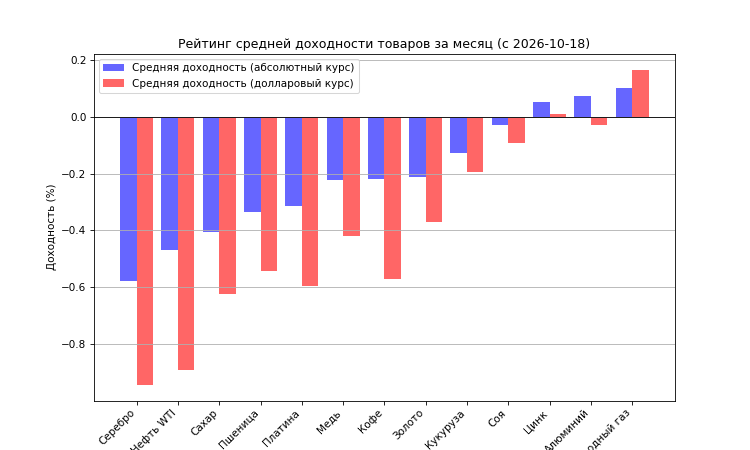 Рейтинг средней доходности товаров за месяц (с 2026-10-18)
Средняя доходность (абсолютный курс)
Средняя доходность (долларовый курс)
Доходность (%)
0.2
0.0
−0.2
−0.4
−0.6
−0.8
Серебро
Нефть WTI
Сахар
Пшеница
Платина
Медь
Кофе
Золото
Кукуруза
Соя
Цинк
Алюминий
газ